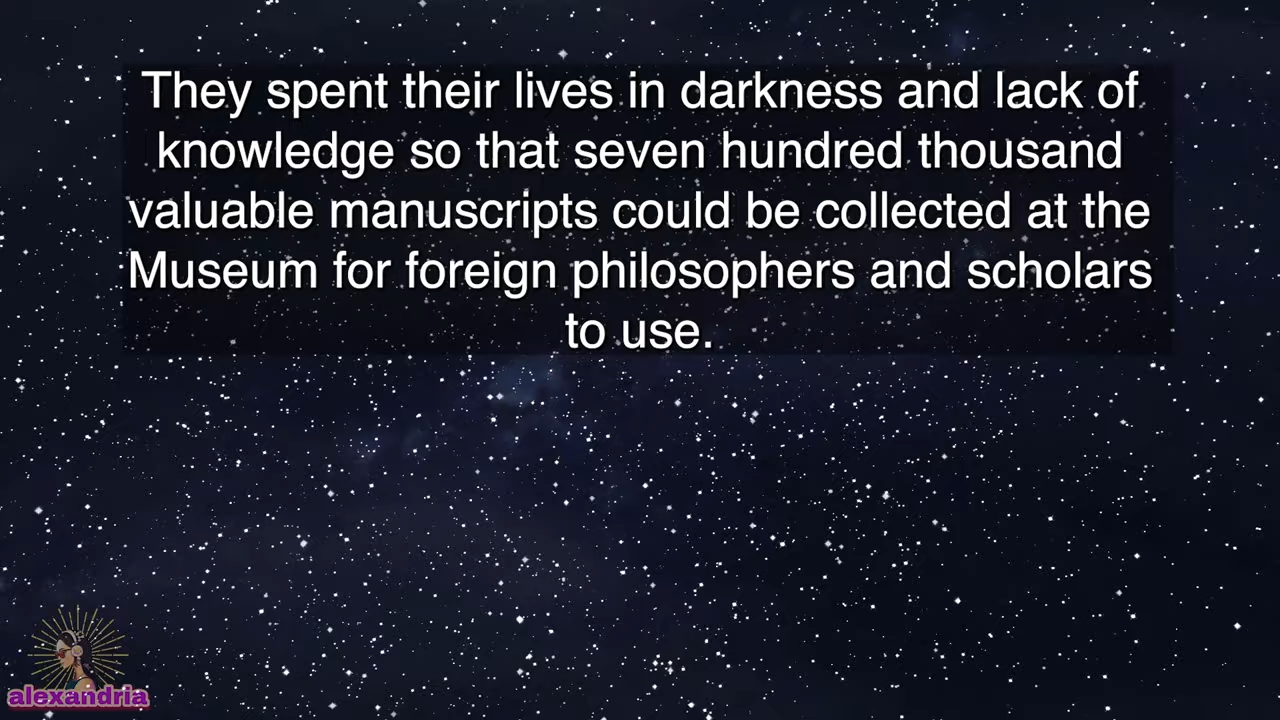 They spent their lives in darkness and lack of
knowledge so that seven hundred thousand
valuable manuscripts could be collected at the
Museum for foreign philosophers and scholars
to use.
alexandria